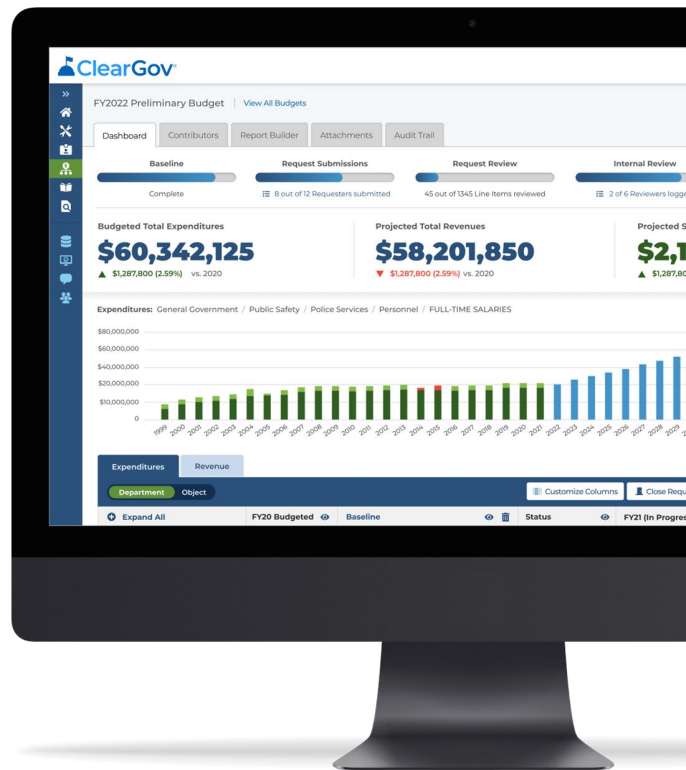 ClearGov
FY2022 Preliminary Budget | View All Budgets
Dashboard Contributors Report Builder Attachments Audit Trail
Baseline Request Submissions Request Review Internal Review
Complete 8 out of 12 Requesters submitted 45 out of 1345 Line Items reviewed 2 of 6 Reviewers logge
Budgeted Total Expenditures Projected Total Revenues Projected S
$60,342,125 $58,201,850 $2,1
▲ $1,287,800 (2.59%) vs. 2020 ▼ $1,287,800 (2.59%) vs. 2020 ▲ $1,287,80
Expenditures: General Government / Public Safety / Police Services / Personnel / FULL-TIME SALARIES
$80,000,000
$60,000,000
$40,000,000
$20,000,000
$10,000,000
0
1999 2000 2001 2002 2003 2004 2005 2006 2007 2008 2009 2010 2011 2012 2013 2014 2015 2016 2017 2018 2019 2020 2021 2022 2023 2024 2025 2026 2027 2028 2029
Expenditures Revenue
Department Object Customize Columns Close Requ
Expand All FY20 Budgeted Baseline Status FY21 (In Progres